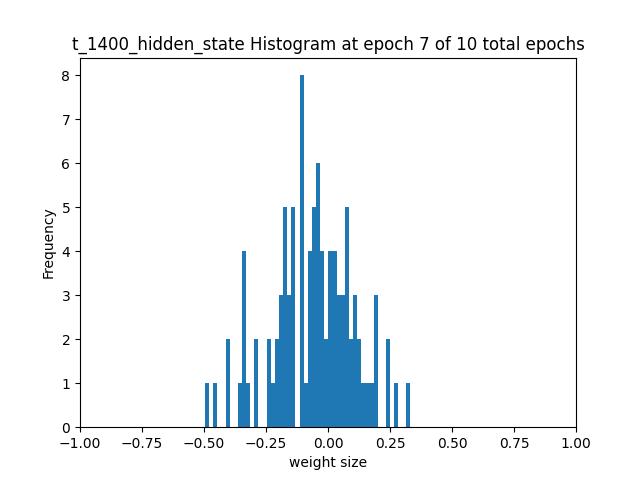 t_1400_hidden_state Histogram at epoch 7 of 10 total epochs
8
7
6
5
4
3
2
1
0
Frequency
−1.00 −0.75 −0.50 −0.25 0.00 0.25 0.50 0.75 1.00
weight size